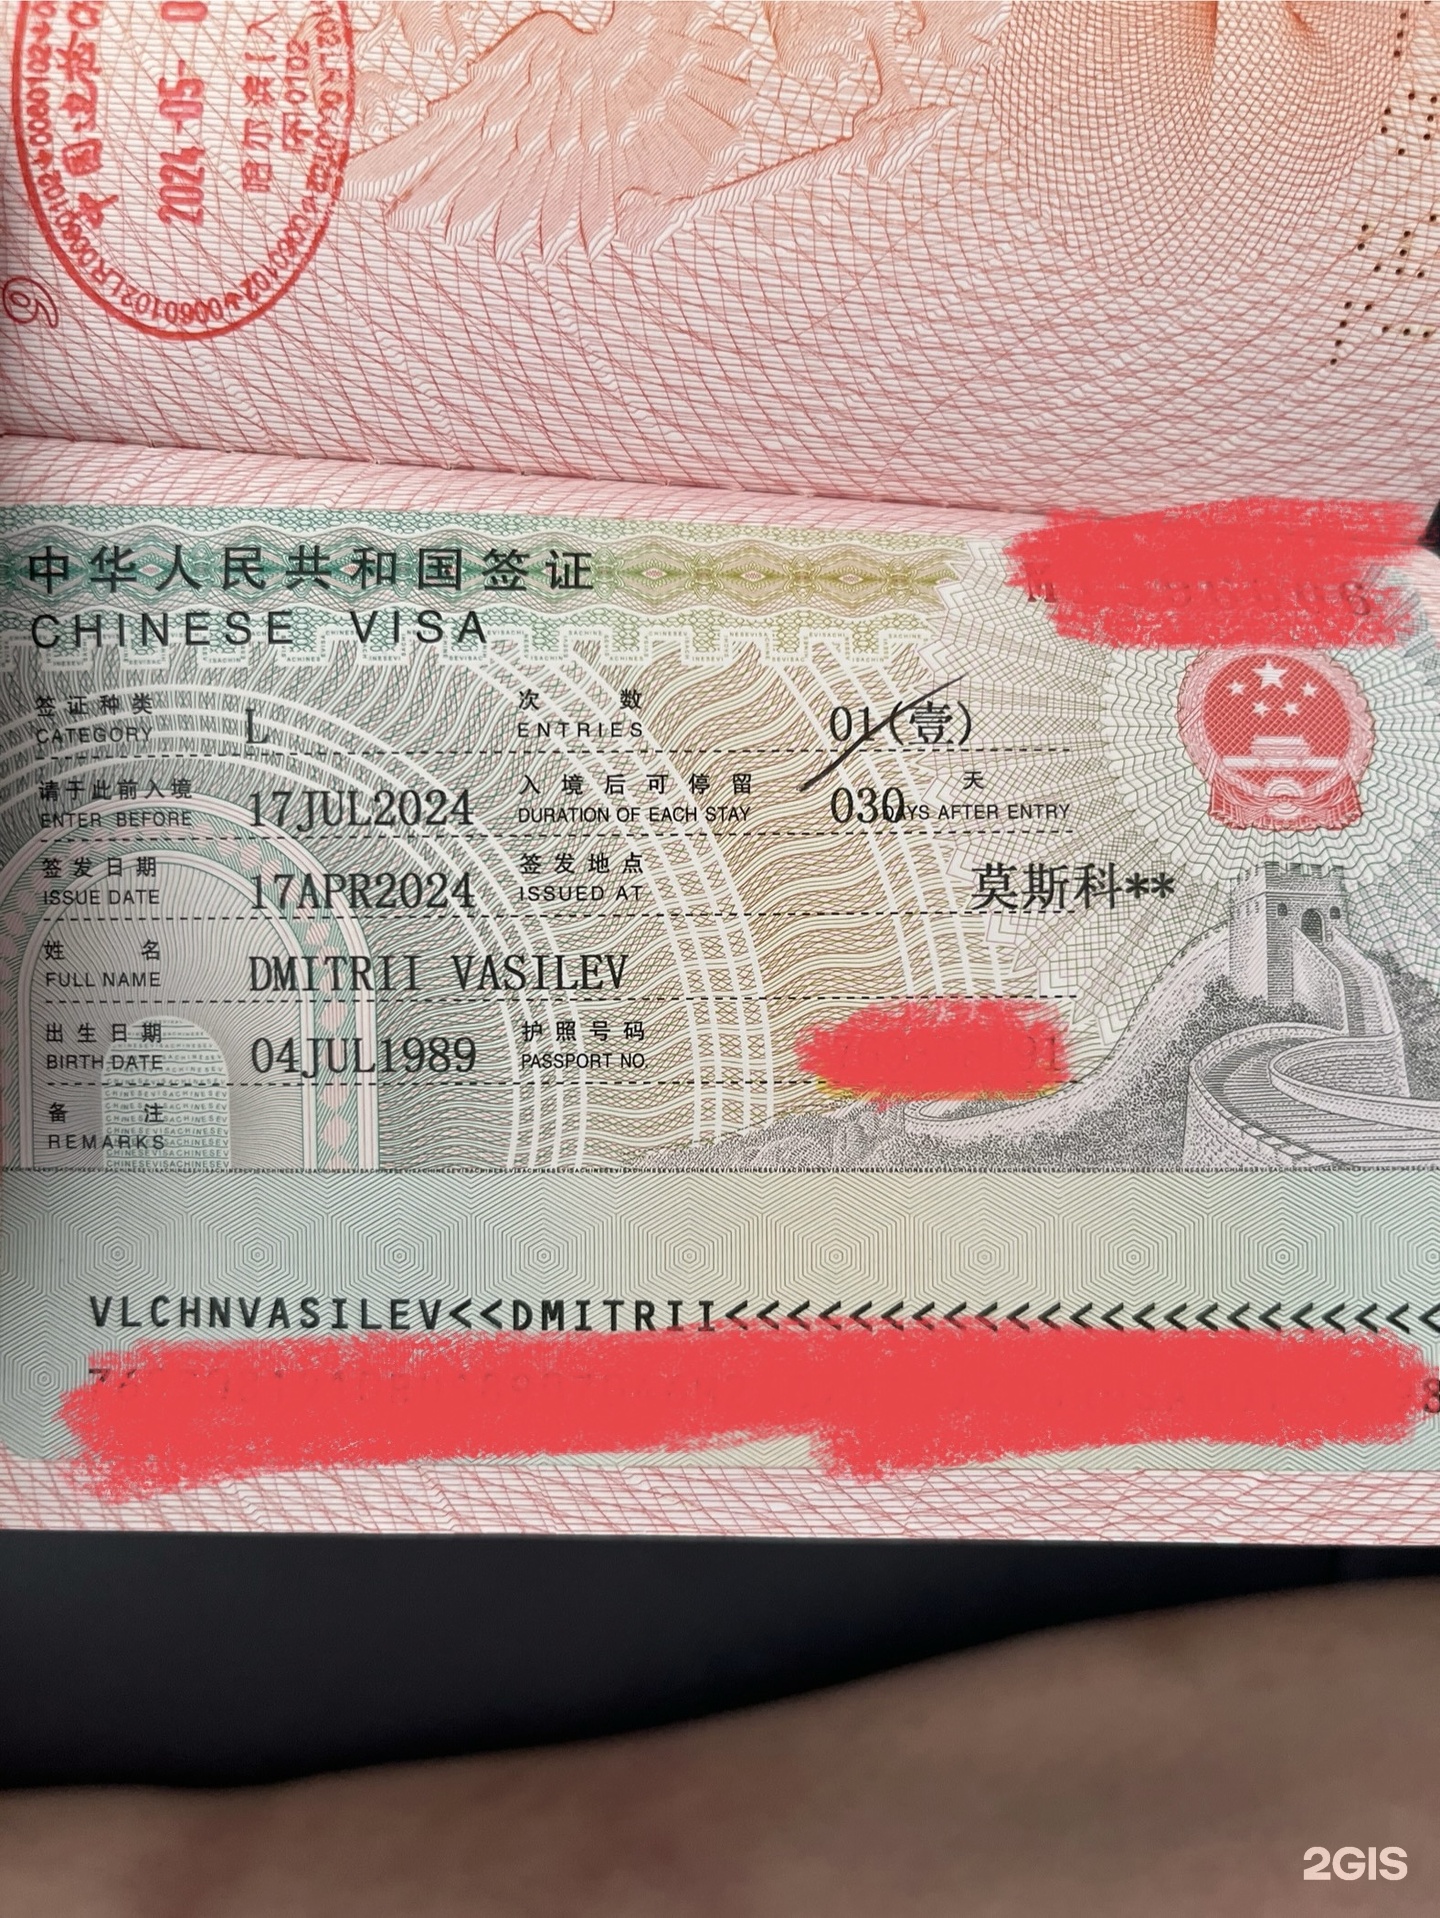 2024-05-
中华人民共和国签证
CHINESE VISA
签证种类 L 次数 01(壹)
CATEGORY ENTRIES
请于此前入境 17JUL2024 入境后可停留 030 天
ENTER BEFORE DURATION OF EACH STAY DAYS AFTER ENTRY
签发日期 17APR2024 签发地点 莫斯科**
ISSUE DATE ISSUED AT
姓名 DMITRII VASILEV
FULL NAME
出生日期 04JUL1989 护照号码
BIRTH DATE PASSPORT NO.
备注
REMARKS
VLCHNVASILEV<<DMITRII<<<<<<<<<<<<<<<<<<<<<<<
2GIS